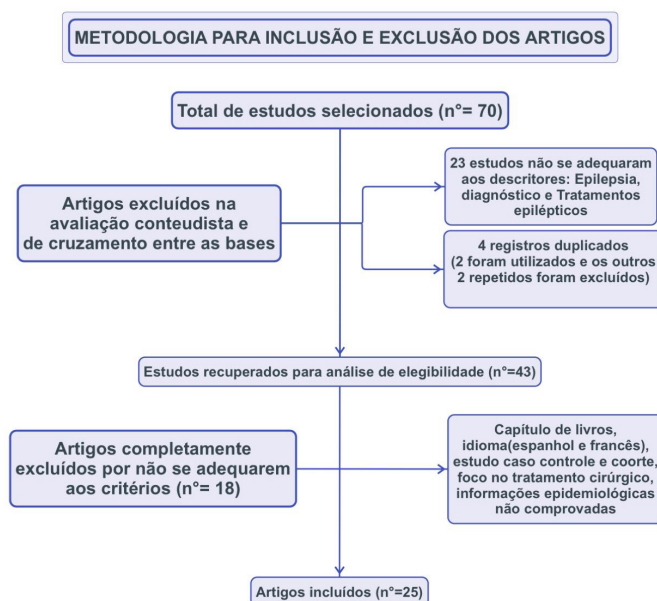 METODOLOGIA PARA INCLUSÃO E EXCLUSÃO DOS ARTIGOS
Total de estudos selecionados (n°= 70)
23 estudos não se adequaram
aos descritores: Epilepsia,
diagnóstico e Tratamentos
epilépticos
Artigos excluídos na
avaliação conteudista e
de cruzamento entre as bases
4 registros duplicados
(2 foram utilizados e os outros
2 repetidos foram excluídos)
Estudos recuperados para análise de elegibilidade (n°=43)
Artigos completamente
excluídos por não se adequarem
aos critérios (n°= 18)
Capítulo de livros,
idioma(espanhol e francês),
estudo caso controle e coorte,
foco no tratamento cirúrgico,
informações epidemiológicas
não comprovadas
Artigos incluídos (n°=25)